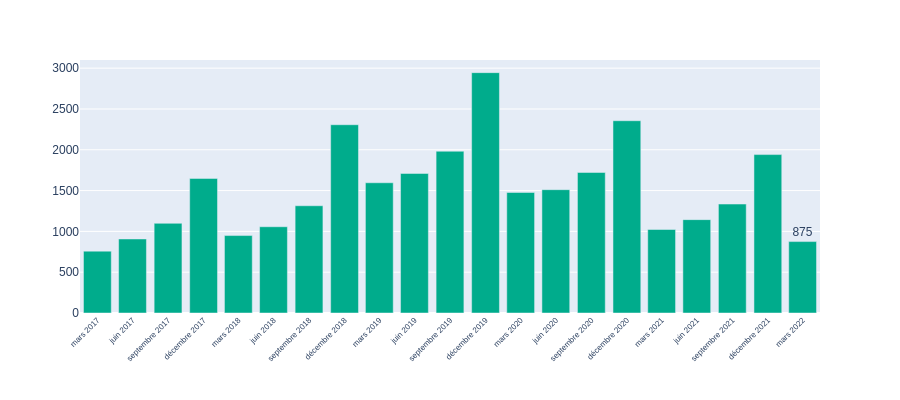 3000
2500
2000
1500
1000
500
0
875
mars 2017
juin 2017
septembre 2017
décembre 2017
mars 2018
juin 2018
septembre 2018
décembre 2018
mars 2019
juin 2019
septembre 2019
décembre 2019
mars 2020
juin 2020
septembre 2020
décembre 2020
mars 2021
juin 2021
septembre 2021
décembre 2021
mars 2022